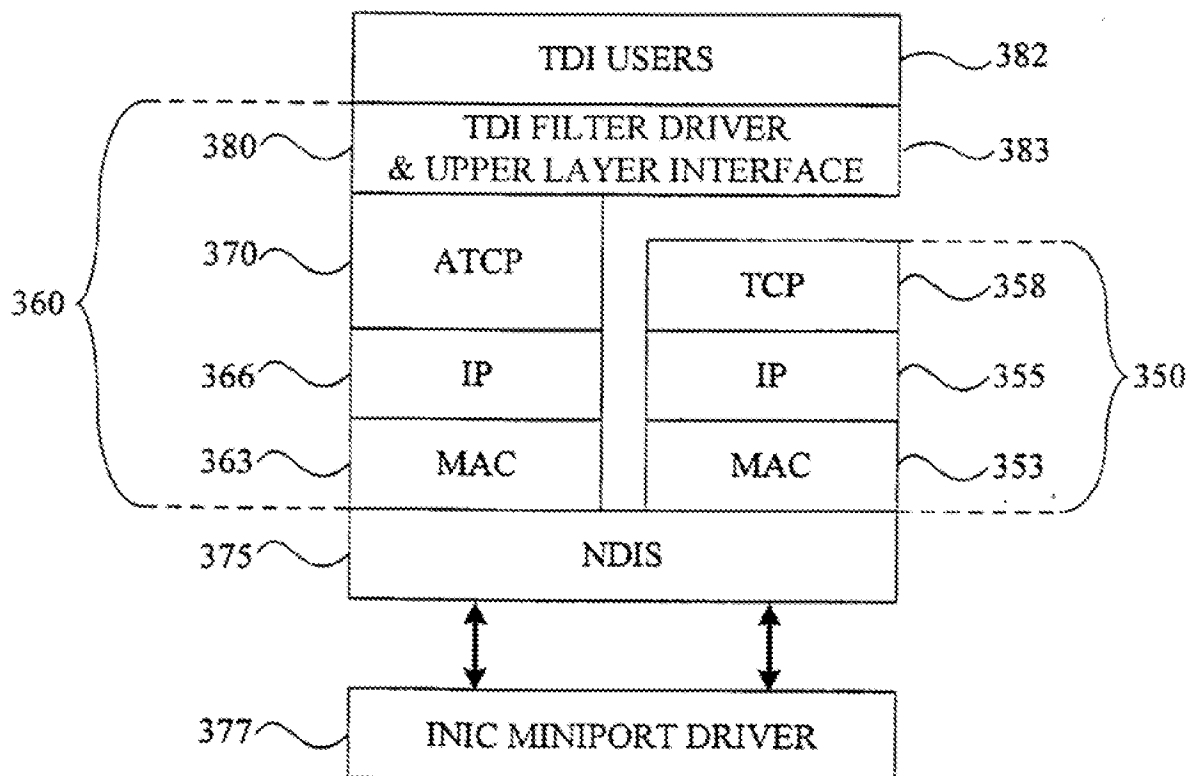 TDI USERS
382
380
TDI FILTER DRIVER
& UPPER LAYER INTERFACE
383
370
ATCP
TCP
358
360
366
IP
IP
355
350
363
MAC
MAC
353
375
NDIS
377
INIC MINIPORT DRIVER